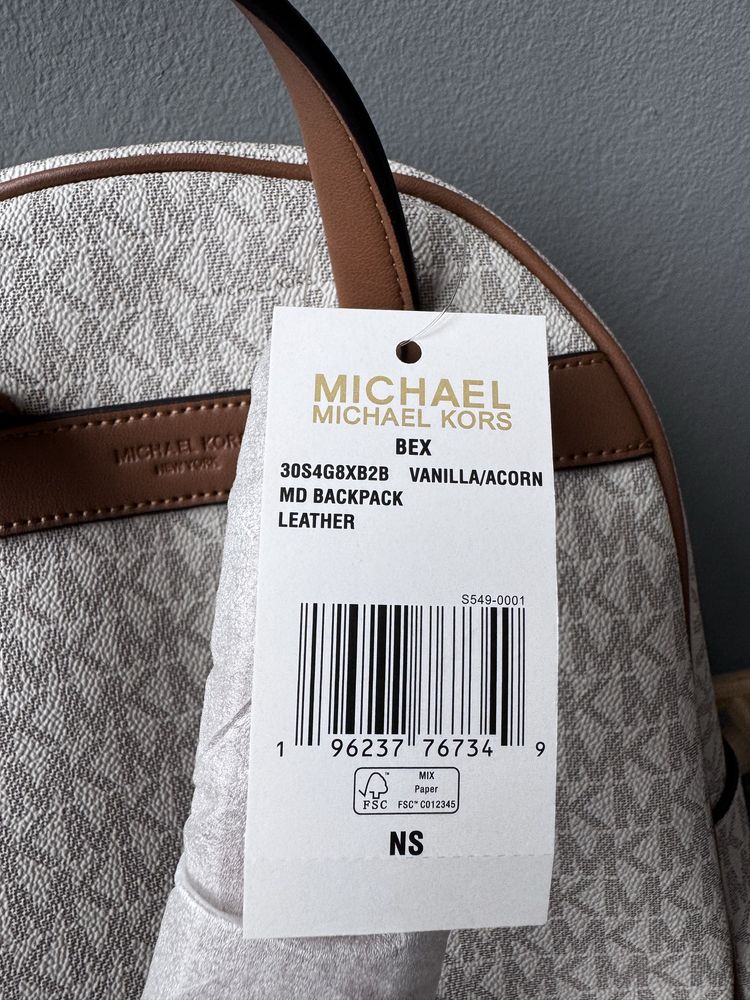 MICHAEL
MICHAEL KORS
BEX
30S4G8XB2B VANILLA/ACORN
MD BACKPACK
LEATHER
S549-0001
1 96237 76734 9
FSC™
MIX
Paper
FSC™ C012345
NS
MICHAEL KORS
NEW YORK